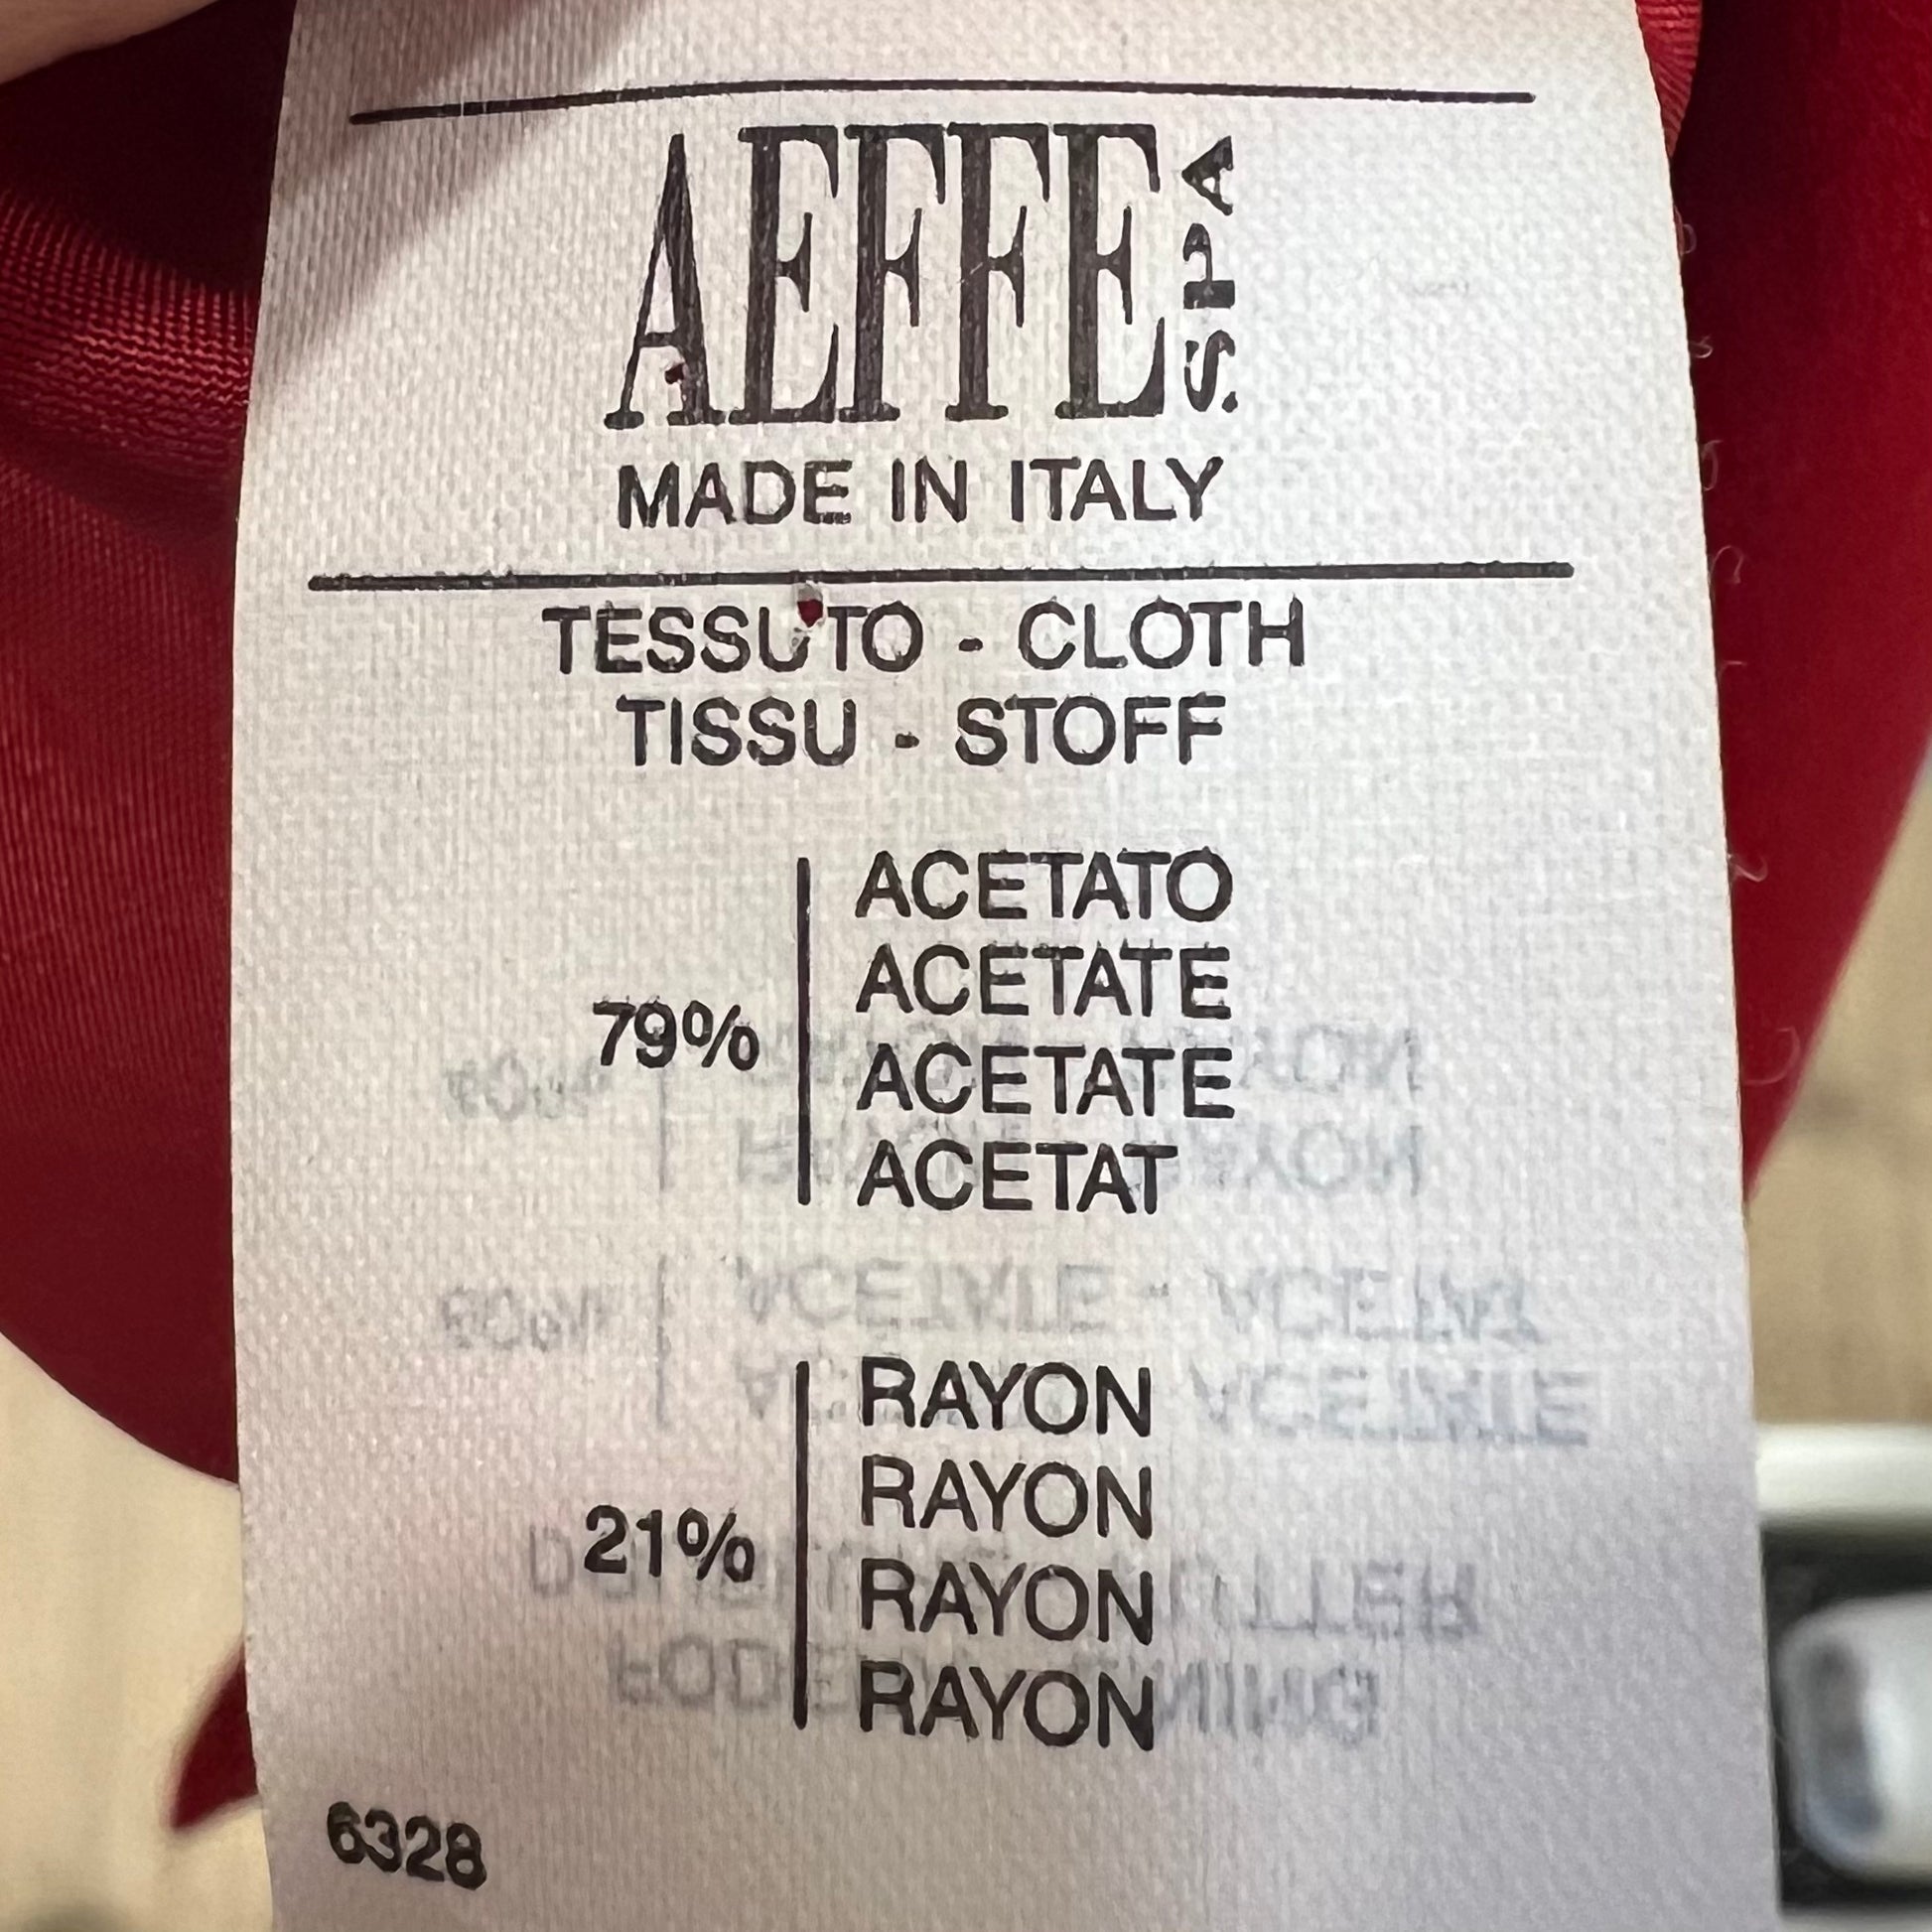 AEFFE SPA
MADE IN ITALY
TESSUTO - CLOTH
TISSU - STOFF
79%
ACETATO
ACETATE
ACETATE
ACETAT
21%
RAYON
RAYON
RAYON
RAYON
6328